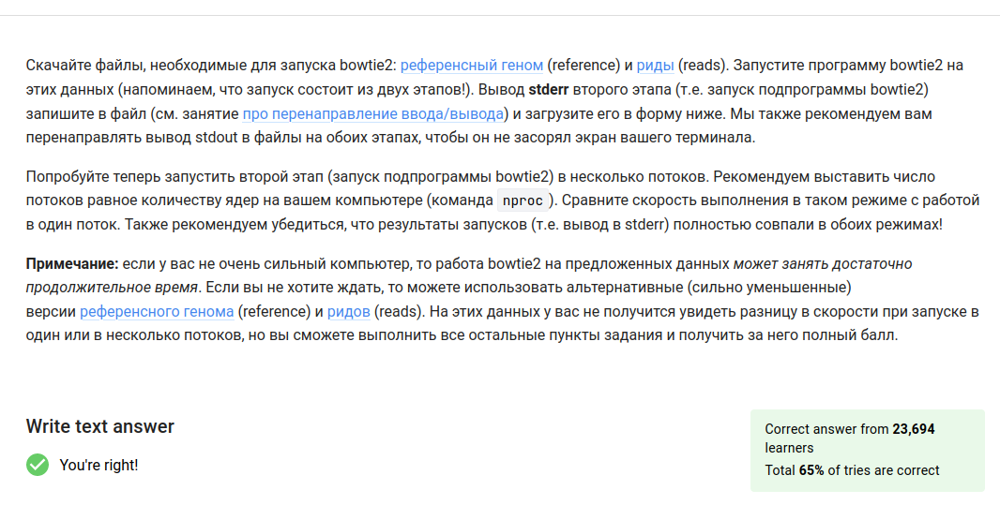 Скачайте файлы, необходимые для запуска bowtie2: референсный геном (reference) и риды (reads). Запустите программу bowtie2 на
этих данных (напоминаем, что запуск состоит из двух этапов!). Вывод stderr второго этапа (т.е. запуск подпрограммы bowtie2)
запишите в файл (см. занятие про перенаправление ввода/вывода) и загрузите его в форму ниже. Мы также рекомендуем вам
перенаправлять вывод stdout в файлы на обоих этапах, чтобы он не засорял экран вашего терминала.
Попробуйте теперь запустить второй этап (запуск подпрограммы bowtie2) в несколько потоков. Рекомендуем выставить число
потоков равное количеству ядер на вашем компьютере (команда nproc). Сравните скорость выполнения в таком режиме с работой
в один поток. Также рекомендуем убедиться, что результаты запусков (т.е. вывод в stderr) полностью совпали в обоих режимах!
Примечание: если у вас не очень сильный компьютер, то работа bowtie2 на предложенных данных может занять достаточно
продолжительное время. Если вы не хотите ждать, то можете использовать альтернативные (сильно уменьшенные)
версии референсного генома (reference) и ридов (reads). На этих данных у вас не получится увидеть разницу в скорости при запуске в
один или в несколько потоков, но вы сможете выполнить все остальные пункты задания и получить за него полный балл.
Write text answer
You're right!
Correct answer from 23,694
learners
Total 65% of tries are correct